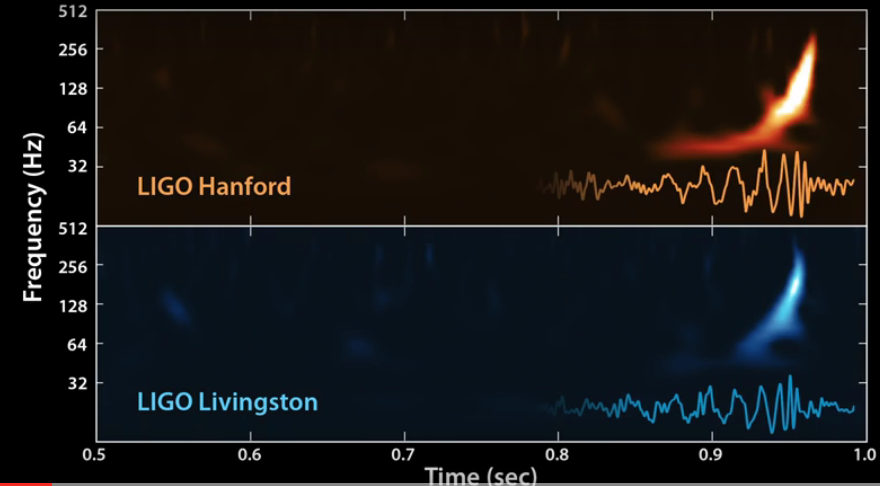 512
256
128
64
32
LIGO Hanford
512
256
128
64
32
LIGO Livingston
Frequency (Hz)
0.5 0.6 0.7 0.8 0.9 1.0
Time (sec)